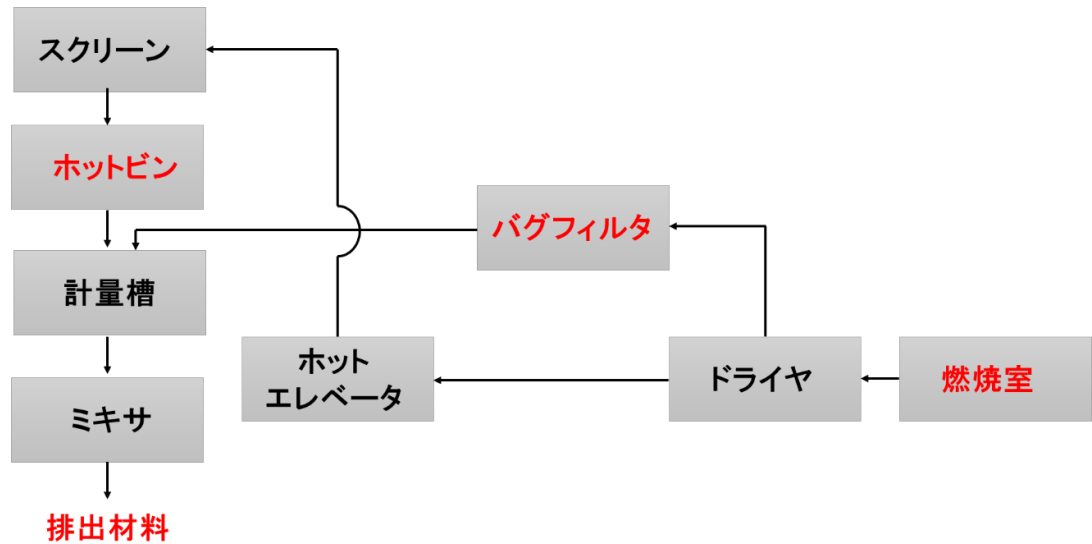 スクリーン
ホットビン
バグフィルタ
計量槽
ホット
エレベータ
ドライヤ
燃焼室
ミキサ
排出材料